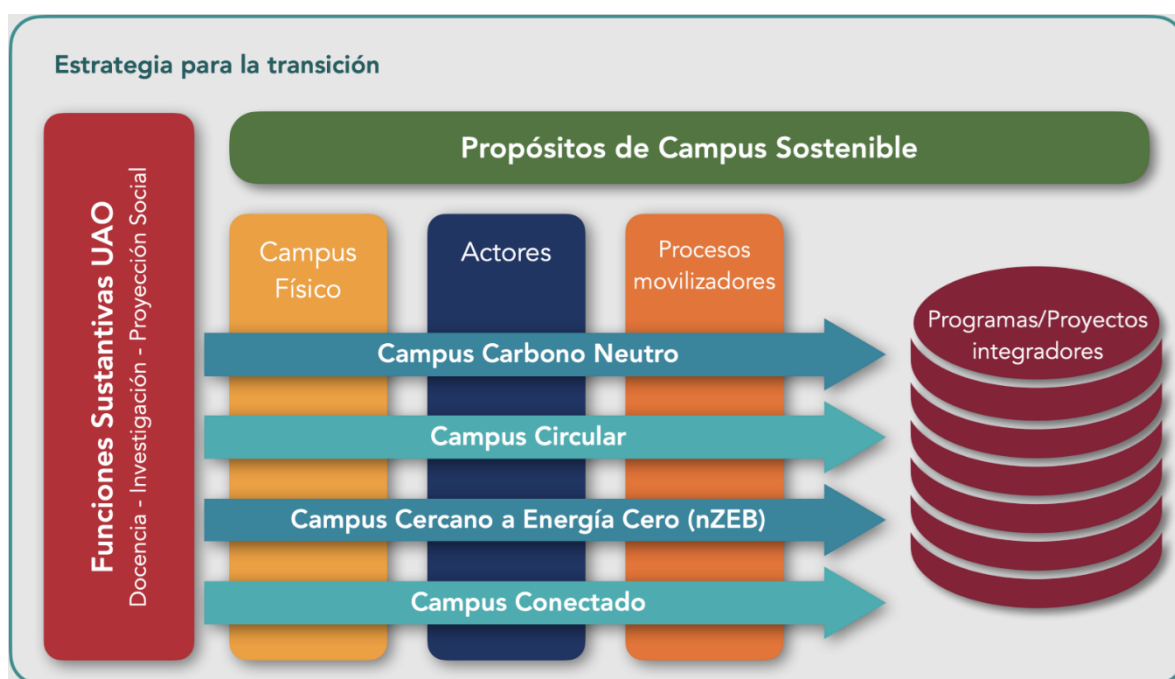 Estrategia para la transición
Funciones Sustantivas UAO
Docencia - Investigación - Proyección Social
Propósitos de Campus Sostenible
Campus
Físico
Actores
Procesos
movilizadores
Campus Carbono Neutro
Campus Circular
Campus Cercano a Energía Cero (nZEB)
Campus Conectado
Programas/Proyectos
integradores